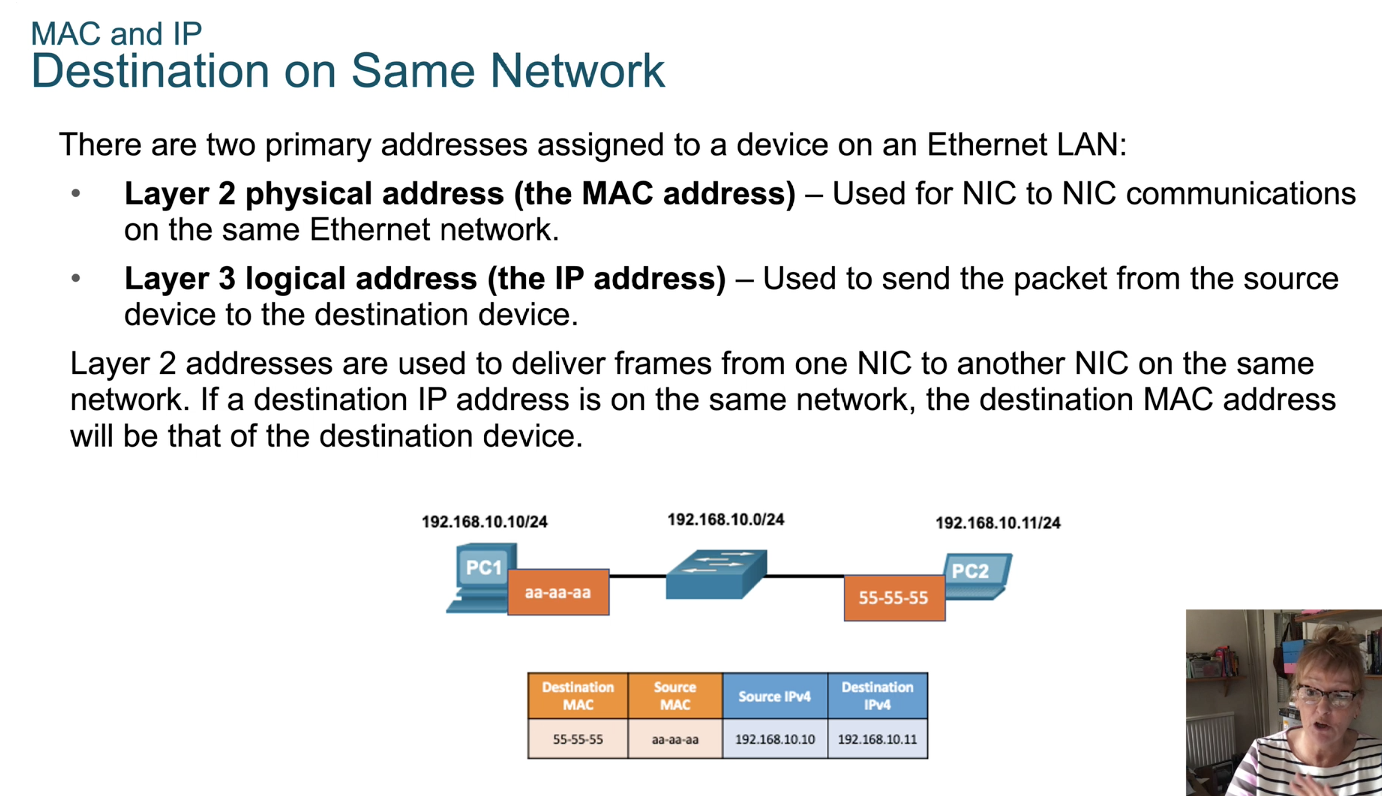 MAC and IP
Destination on Same Network
There are two primary addresses assigned to a device on an Ethernet LAN:
• Layer 2 physical address (the MAC address) – Used for NIC to NIC communications
on the same Ethernet network.
• Layer 3 logical address (the IP address) – Used to send the packet from the source
device to the destination device.
Layer 2 addresses are used to deliver frames from one NIC to another NIC on the same
network. If a destination IP address is on the same network, the destination MAC address
will be that of the destination device.
192.168.10.10/24
192.168.10.0/24
192.168.10.11/24
PC1
aa-aa-aa
55-55-55
PC2
Destination
MAC
Source
MAC
Source IPv4
Destination
IPv4
55-55-55
aa-aa-aa
192.168.10.10
192.168.10.11